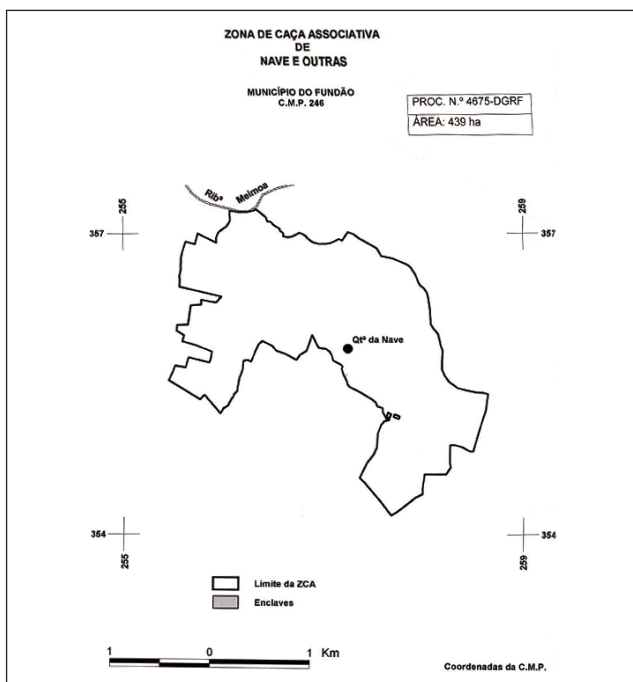 ZONA DE CAÇA ASSOCIATIVA
DE
NAVE E OUTRAS
MUNICÍPIO DO FUNDÃO
C.M.P. 246
PROC. N.º 4675-DGRF
ÁREA: 439 ha
Ribª Meimoa
255
259
357
357
Qtª da Nave
354
354
255
259
Limite da ZCA
Enclaves
1 0 1 Km
Coordenadas da C.M.P.